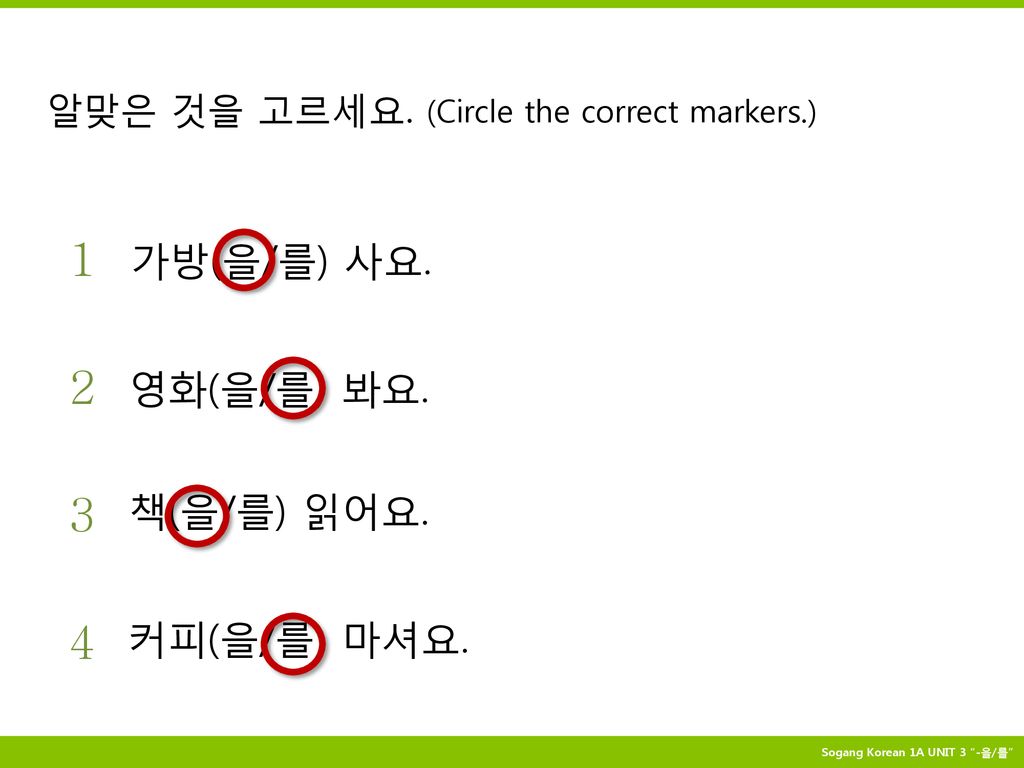 알맞은 것을 고르세요. (Circle the correct markers.)
1 가방(을/를) 사요.
2 영화(을/를) 봐요.
3 책(을/를) 읽어요.
4 커피(을/를) 마셔요.
Sogang Korean 1A UNIT 3 "-을/를"